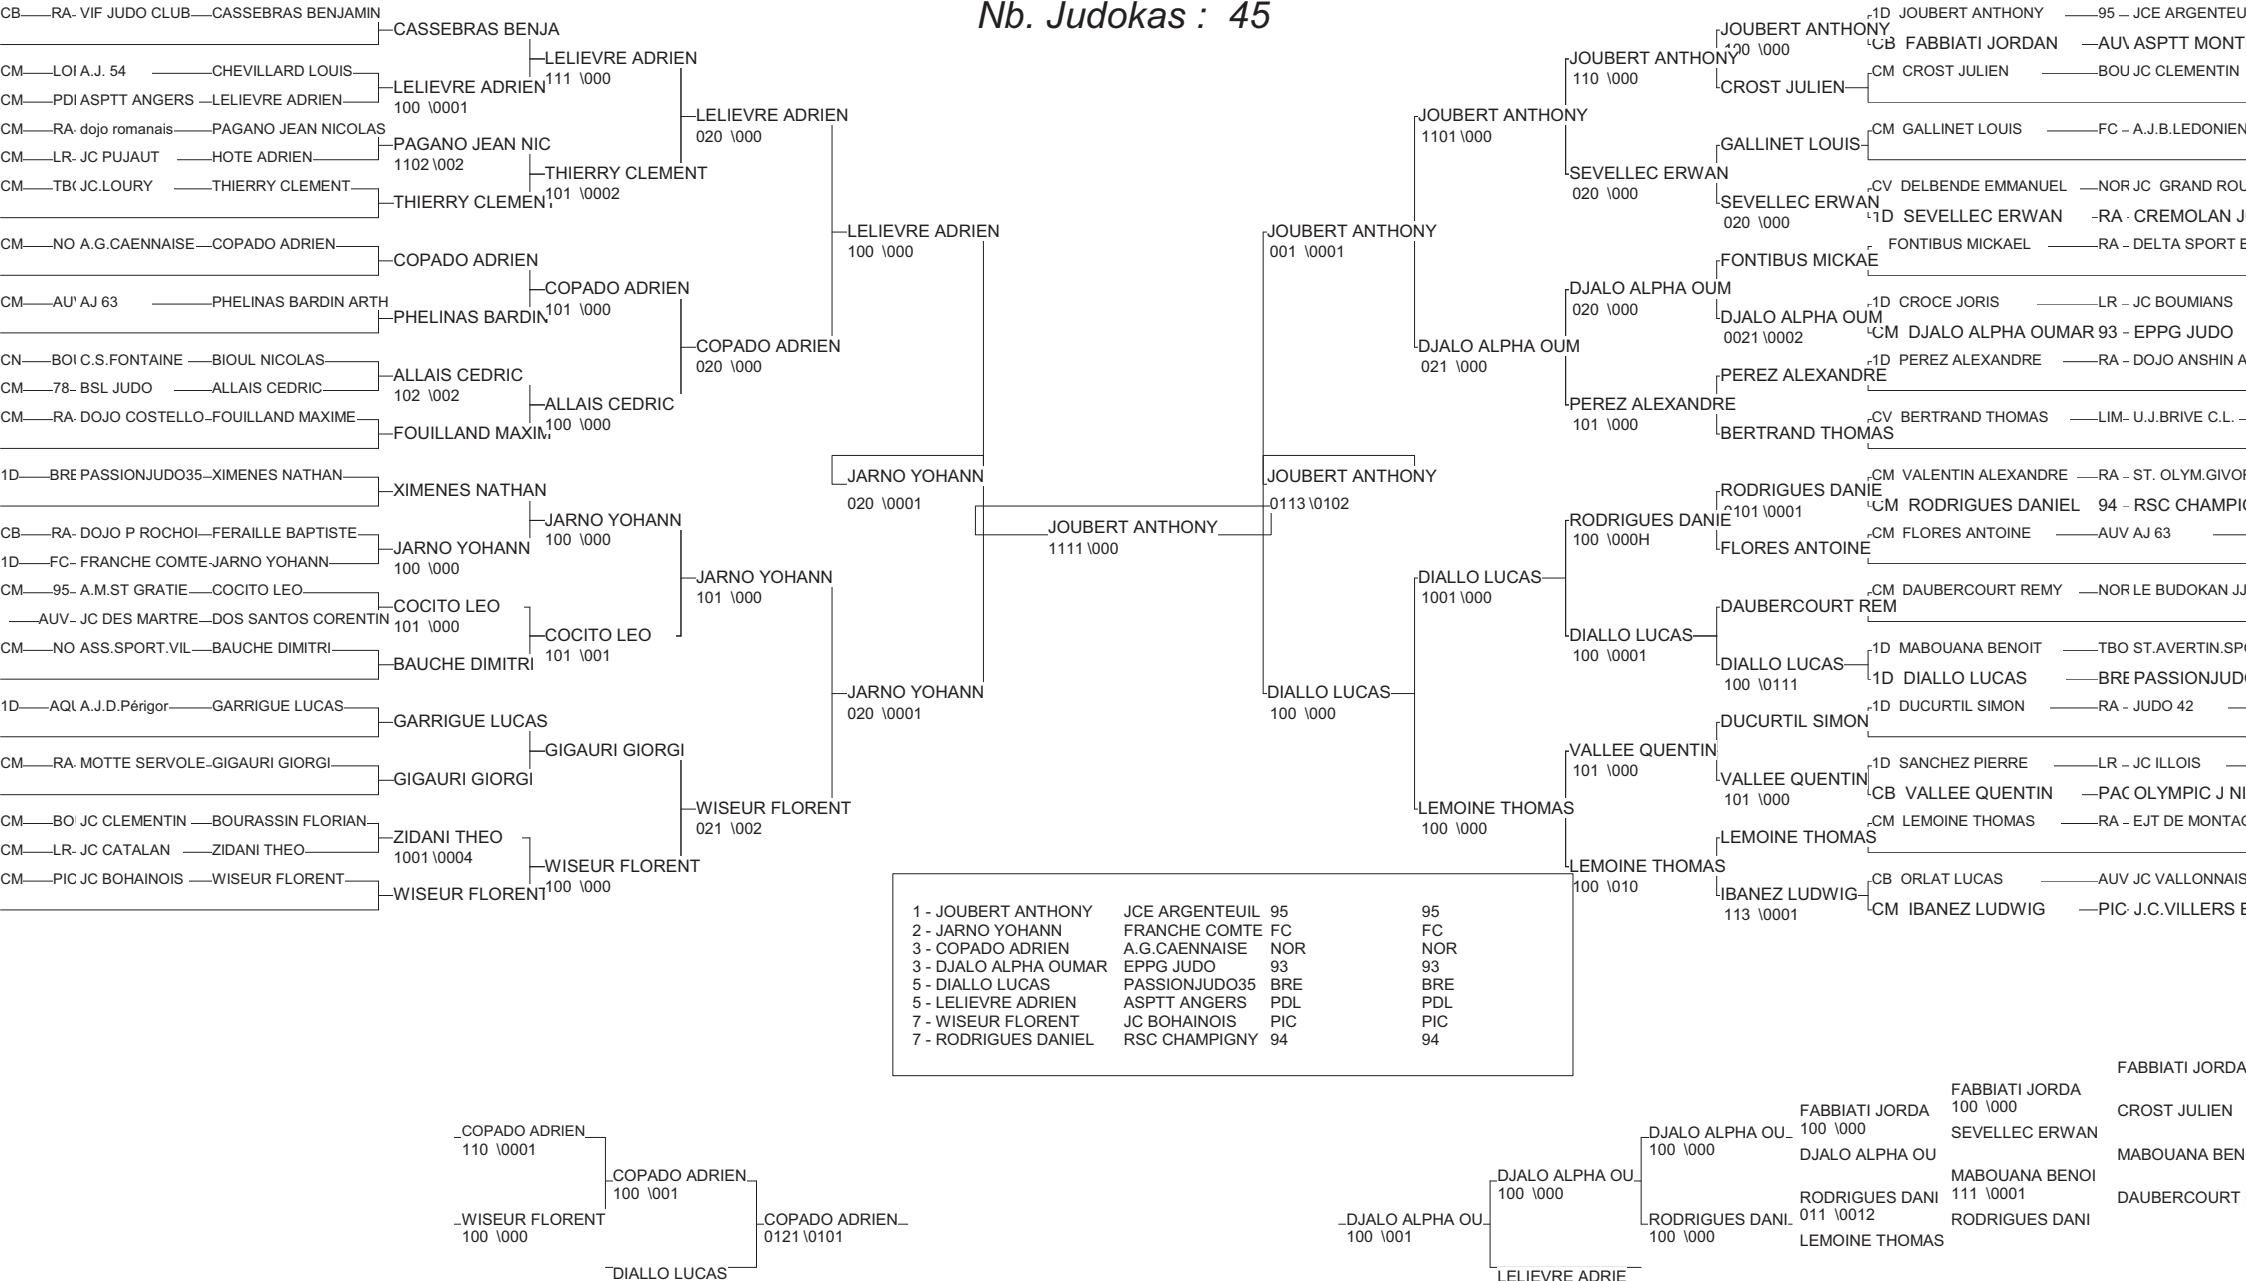 Nb. Judokas : 45
CB RA- VIF JUDO CLUB CASSEBRAS BENJAMIN
CM LOI A.J. 54 CHEVILLARD LOUIS
CM PDI ASPTT ANGERS LELIEVRE ADRIEN
CM RA- dojo romanais PAGANO JEAN NICOLAS
CM LR- JC PUJAUT HOTE ADRIEN
CM TB( JC.LOURY THIERRY CLEMENT
CM NO A.G.CAENNAISE COPADO ADRIEN
CM AU\ AJ 63 PHELINAS BARDIN ARTH
CN BOI C.S.FONTAINE BIOUL NICOLAS
CM 78- BSL JUDO ALLAIS CEDRIC
CM RA- DOJO COSTELLO FOUILLAND MAXIME
1D BRE PASSIONJUDO35 XIMENES NATHAN
CB RA- DOJO P ROCHOI FERAILLE BAPTISTE
1D FC- FRANCHE COMTE JARNO YOHANN
CM 95- A.M.ST GRATIE COCITO LEO
AUV- JC DES MARTRE DOS SANTOS CORENTIN
CM NO ASS.SPORT.VIL BAUCHE DIMITRI
1D AQL A.J.D.Périgor GARRIGUE LUCAS
CM RA- MOTTE SERVOLE GIGAURI GIORGI
CM BO JC CLEMENTIN BOURASSIN FLORIAN
CM LR- JC CATALAN ZIDANI THEO
CM PIC JC BOHAINOIS WISEUR FLORENT
CASSEBRAS BENJA
LELIEVRE ADRIEN
100 \0001
PAGANO JEAN NIC
1102 \002
THIERRY CLEMEN
COPADO ADRIEN
PHELINAS BARDIN
ALLAIS CEDRIC
102 \002
FOUILLAND MAXIM
XIMENES NATHAN
JARNO YOHANN
100 \000
COCITO LEO
101 \000
BAUCHE DIMITRI
GARRIGUE LUCAS
GIGAURI GIORGI
ZIDANI THEO
1001 \0004
WISEUR FLORENT
LELIEVRE ADRIEN
111 \000
THIERRY CLEMENT
101 \0002
COPADO ADRIEN
101 \000
ALLAIS CEDRIC
100 \000
JARNO YOHANN
100 \000
COCITO LEO
101 \001
GIGAURI GIORGI
WISEUR FLORENT
100 \000
LELIEVRE ADRIEN
020 \000
COPADO ADRIEN
020 \000
JARNO YOHANN
101 \000
WISEUR FLORENT
021 \002
LELIEVRE ADRIEN
100 \000
JARNO YOHANN
020 \0001
JARNO YOHANN
020 \0001
JOUBERT ANTHONY
1111 \000
JOUBERT ANTHONY
001 \0001
JOUBERT ANTHONY
0113 \0102
DIALLO LUCAS
100 \000
JOUBERT ANTHONY
1101 \000
DJALO ALPHA OUM
021 \000
DIALLO LUCAS
1001 \000
LEMOINE THOMAS
100 \000
JOUBERT ANTHONY
110 \000
SEVELLEC ERWAN
020 \000
DJALO ALPHA OUM
020 \000
PEREZ ALEXANDRE
101 \000
RODRIGUES DANIE
100 \000H
DIALLO LUCAS
100 \0001
VALLEE QUENTIN
101 \000
LEMOINE THOMAS
100 \010
JOUBERT ANTHONY
100 \000
CROST JULIEN
GALLINET LOUIS
SEVELLEC ERWAN
020 \000
FONTIBUS MICKAE
DJALO ALPHA OUM
0021 \0002
PEREZ ALEXANDRE
BERTRAND THOMAS
RODRIGUES DANIE
0101 \0001
FLORES ANTOINE
DAUBERCOURT REM
DIALLO LUCAS
100 \0111
DUCURTIL SIMON
VALLEE QUENTIN
101 \000
LEMOINE THOMAS
IBANEZ LUDWIG
113 \0001
1D JOUBERT ANTHONY 95 – JCE ARGENTEU
CB FABBIATI JORDAN AU\ ASPTT MONT
CM CROST JULIEN BOU JC CLEMENTIN
CM GALLINET LOUIS FC – A.J.B.LEDONIEN
CV DELBENDE EMMANUEL NOR JC GRAND ROU
1D SEVELLEC ERWAN RA - CREMOLAN J
FONTIBUS MICKAEL RA – DELTA SPORT E
1D CROCE JORIS LR – JC BOUMIANS
CM DJALO ALPHA OUMAR 93 – EPPG JUDO
1D PEREZ ALEXANDRE RA – DOJO ANSHIN A
CV BERTRAND THOMAS LIM- U.J.BRIVE C.L.
CM VALENTIN ALEXANDRE RA – ST. OLYM.GIVOR
CM RODRIGUES DANIEL 94 – RSC CHAMPIG
CM FLORES ANTOINE AUV AJ 63
CM DAUBERCOURT REMY NOR LE BUDOKAN JJ
1D MABOUANA BENOIT TBO ST.AVERTIN.SPO
1D DIALLO LUCAS BRE PASSIONJUDO
1D DUCURTIL SIMON RA – JUDO 42
1D SANCHEZ PIERRE LR – JC ILLOIS
CB VALLEE QUENTIN PAC OLYMPIC J NI
CM LEMOINE THOMAS RA – EJT DE MONTAG
CB ORLAT LUCAS AUV JC VALLONNAIS
CM IBANEZ LUDWIG PIC- J.C.VILLERS E
1 - JOUBERT ANTHONY JCE ARGENTEUIL 95 95
2 - JARNO YOHANN FRANCHE COMTE FC FC
3 - COPADO ADRIEN A.G.CAENNAISE NOR NOR
3 - DJALO ALPHA OUMAR EPPG JUDO 93 93
5 - DIALLO LUCAS PASSIONJUDO35 BRE BRE
5 - LELIEVRE ADRIEN ASPTT ANGERS PDL PDL
7 - WISEUR FLORENT JC BOHAINOIS PIC PIC
7 - RODRIGUES DANIEL RSC CHAMPIGNY 94 94
COPADO ADRIEN
110 \0001
WISEUR FLORENT
100 \000
COPADO ADRIEN
100 \001
DIALLO LUCAS
COPADO ADRIEN
0121 \0101
DJALO ALPHA OU
100 \001
DJALO ALPHA OU
100 \000
LELIEVRE ADRIE
DJALO ALPHA OU
100 \000
RODRIGUES DANI
100 \000
FABBIATI JORDA
100 \000
DJALO ALPHA OU
RODRIGUES DANI
011 \0012
LEMOINE THOMAS
FABBIATI JORDA
100 \000
SEVELLEC ERWAN
MABOUANA BENOI
111 \0001
RODRIGUES DANI
FABBIATI JORDA
CROST JULIEN
MABOUANA BEN
DAUBERCOURT